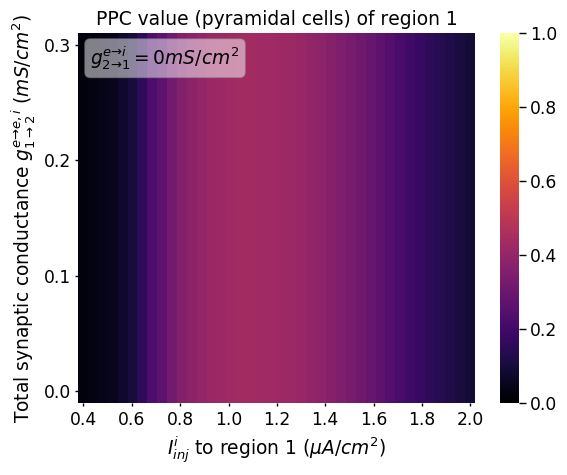 PPC value (pyramidal cells) of region 1
$g_{2→1}^{e→i} = 0mS/cm^2$
Total synaptic conductance $g_{1→2}^{e→e,i}$ $(mS/cm^2)$
0.3
0.2
0.1
0.0
0.4 0.6 0.8 1.0 1.2 1.4 1.6 1.8 2.0
$I_{inj}^{i}$ to region 1 $(μA/cm^2)$
1.0
0.8
0.6
0.4
0.2
0.0